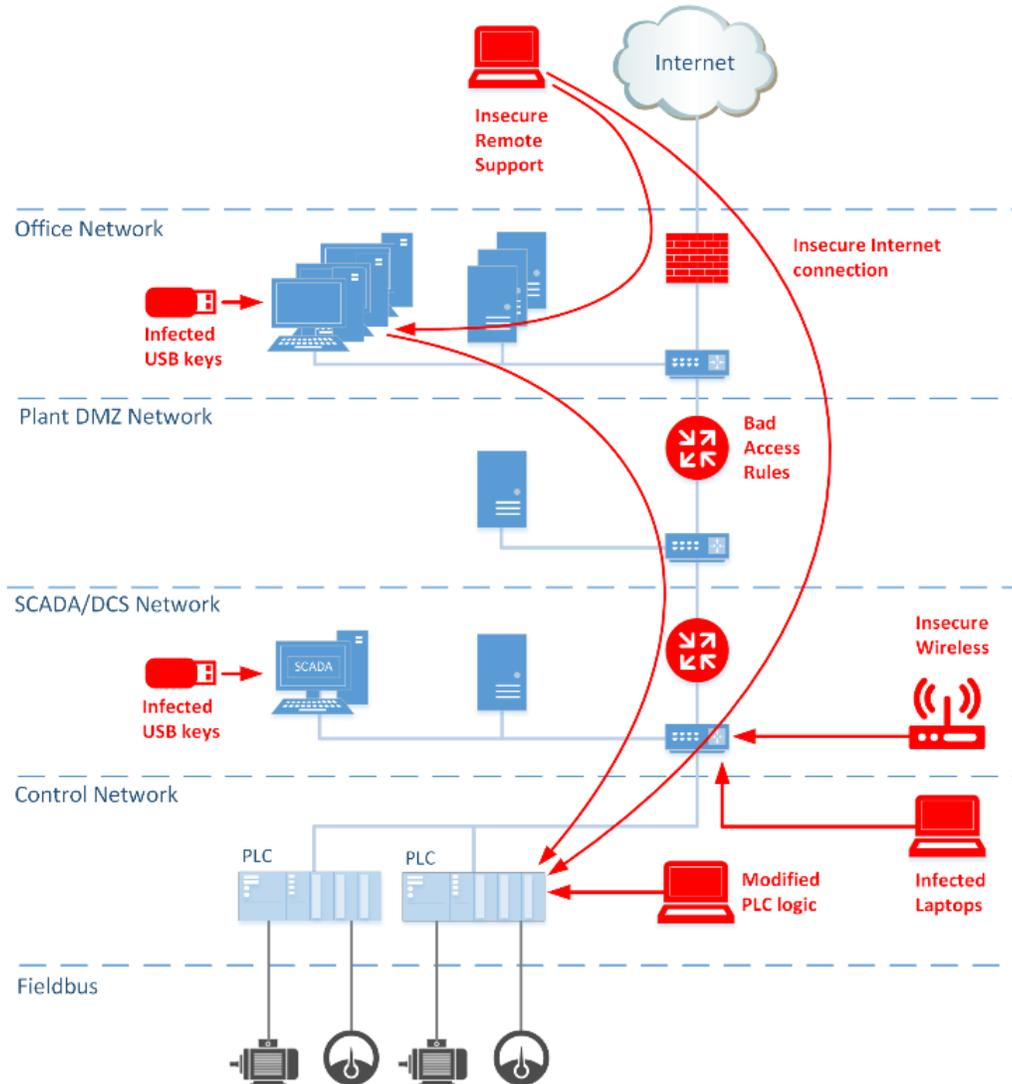 Internet
Insecure
Remote
Support
Office Network
Insecure Internet
connection
Infected
USB keys
Plant DMZ Network
Bad
Access
Rules
SCADA/DCS Network
Insecure
Wireless
SCADA
Infected
USB keys
Control Network
PLC
PLC
Modified
PLC logic
Infected
Laptops
Fieldbus